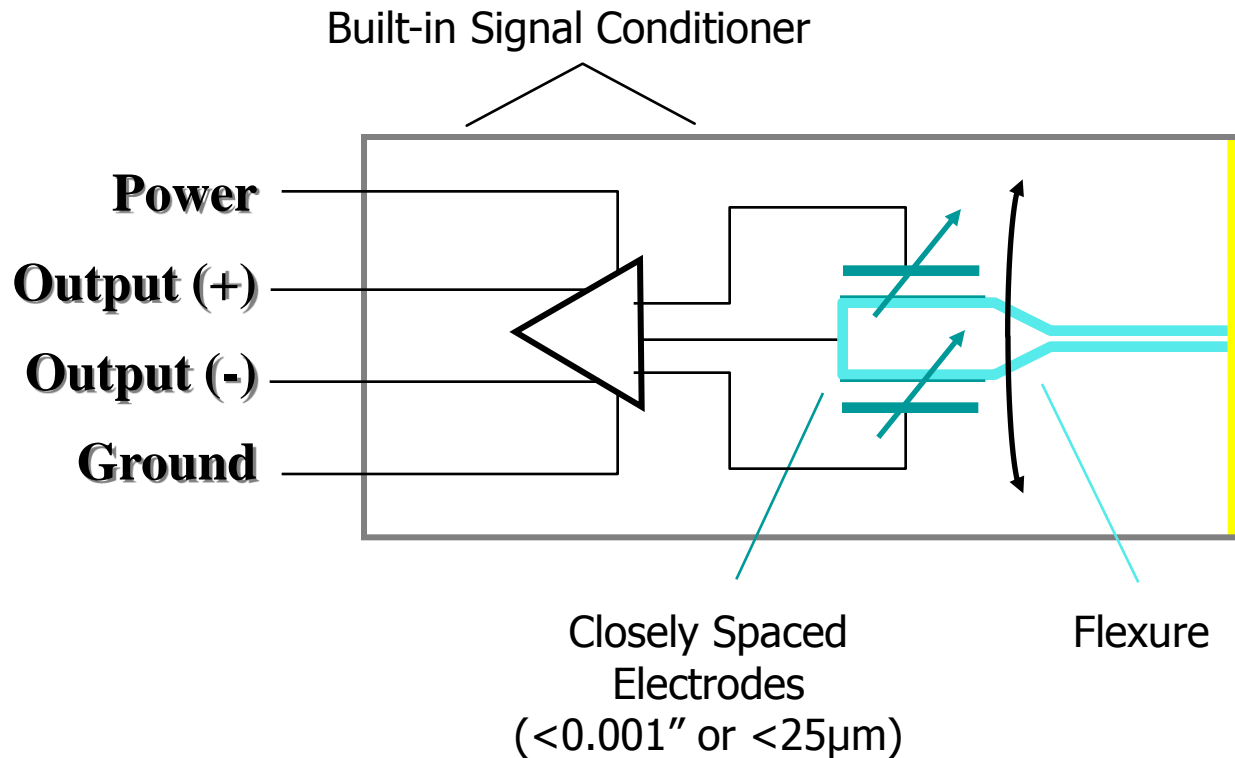 Built-in Signal Conditioner
Power
Output (+)
Output (-)
Ground
Closely Spaced
Electrodes
(<0.001” or <25µm)
Flexure